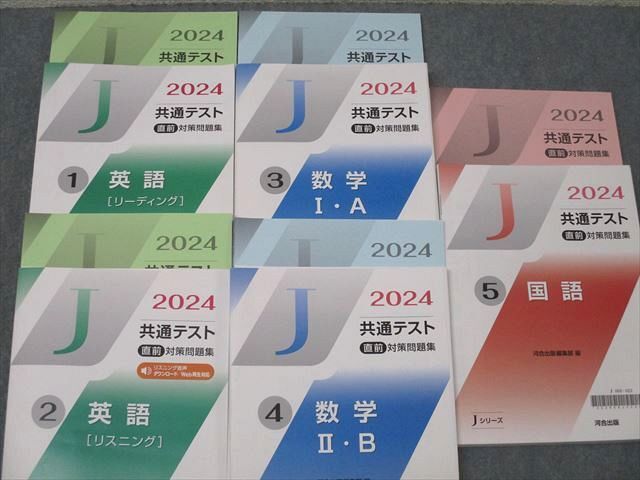 2024
共通テスト
J
2024
共通テスト
直前 対策問題集
1 英語
[リーディング]
2024
共通テスト
J
2024
共通テスト
直前 対策問題集
3 数学
I・A
2024
共通テスト
直前 対策問題集
J
2024
共通テスト
直前 対策問題集
5 国語
河合出版編集部 編
Jシリーズ
河合出版
2024
共通テスト
J
2024
共通テスト
直前 対策問題集
リスニング音声
ダウンロード Web再生対応
2 英語
[リスニング]
2024
J
2024
共通テスト
直前 対策問題集
4 数学
II・B